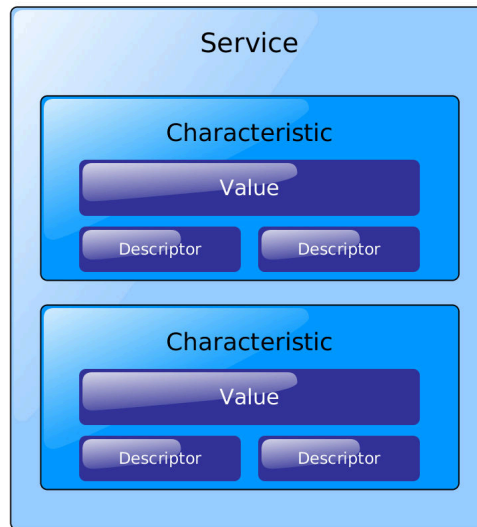 Service
Characteristic
Value
Descriptor Descriptor
Characteristic
Value
Descriptor Descriptor